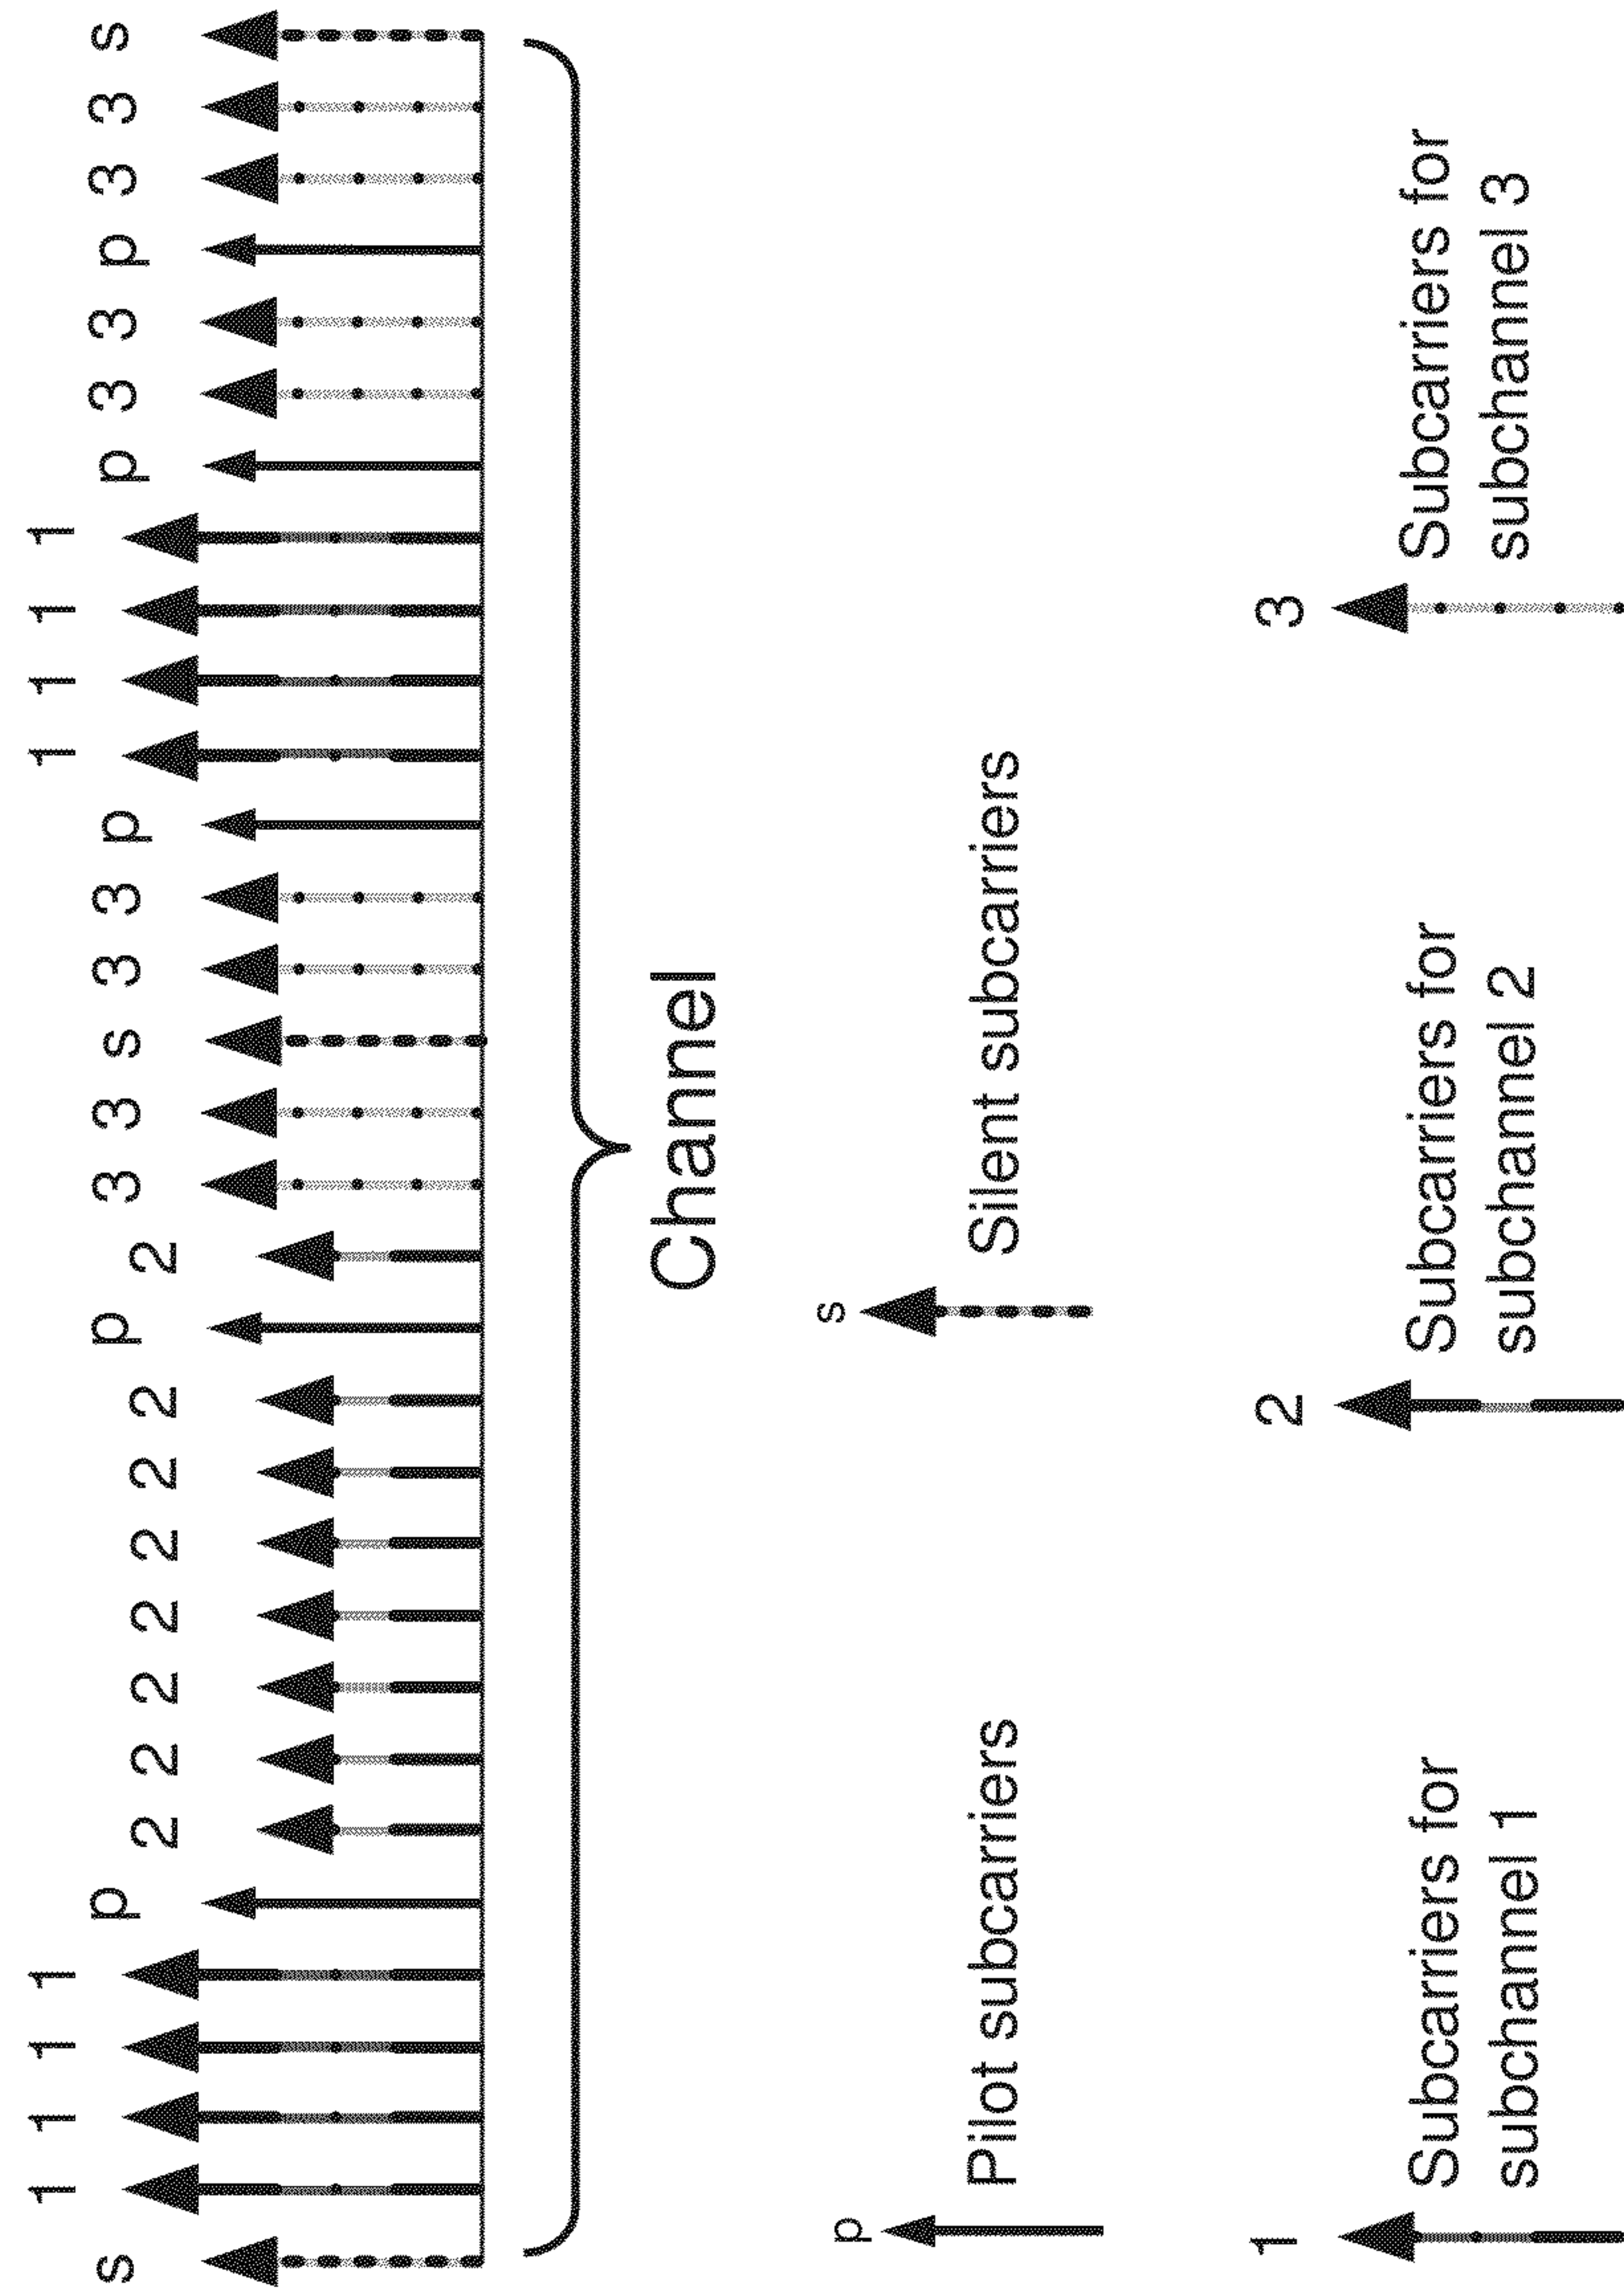 s 1 1 1 1 p 2 2 2 2 2 2 2 p 2 3 3 s 3 3 p 1 1 1 1 p 3 3 p 3 3 s
Channel
p
Pilot subcarriers
s
Silent subcarriers
1
Subcarriers for
subchannel 1
2
Subcarriers for
subchannel 2
3
Subcarriers for
subchannel 3